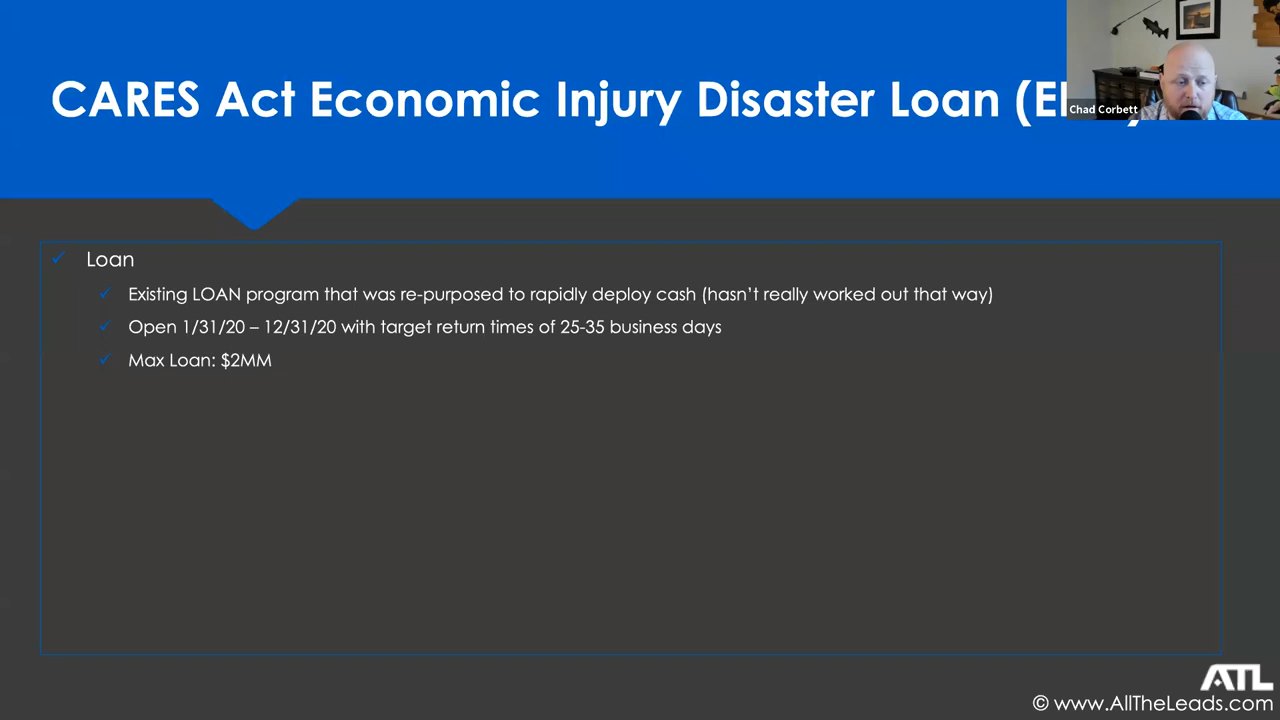 CARES Act Economic Injury Disaster Loan
Chad Corbett
Loan
Existing LOAN program that was re-purposed to rapidly deploy cash (hasn't really worked out that way)
Open 1/31/20 – 12/31/20 with target return times of 25-35 business days
Max Loan: $2MM
ATL
© www.AllTheLeads.com